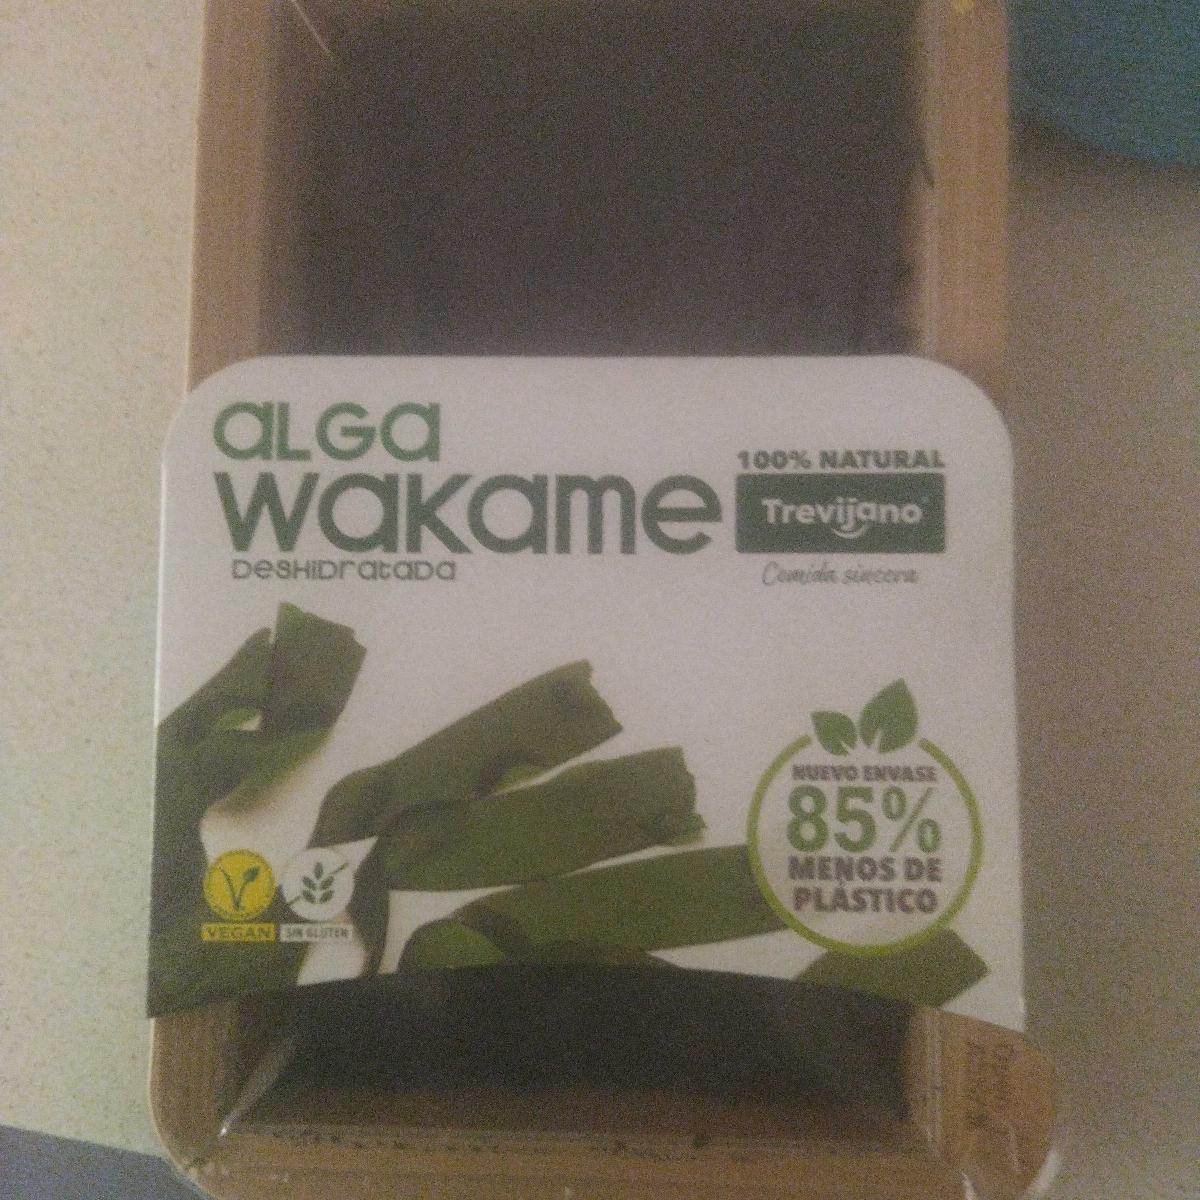 aLGa
wakame
DesHIDrataDa
100% NATURAL
Trevijano
Comida sincera
NUEVO ENVASE
85%
MENOS DE
PLÁSTICO
VEGAN
SIN GLUTEN